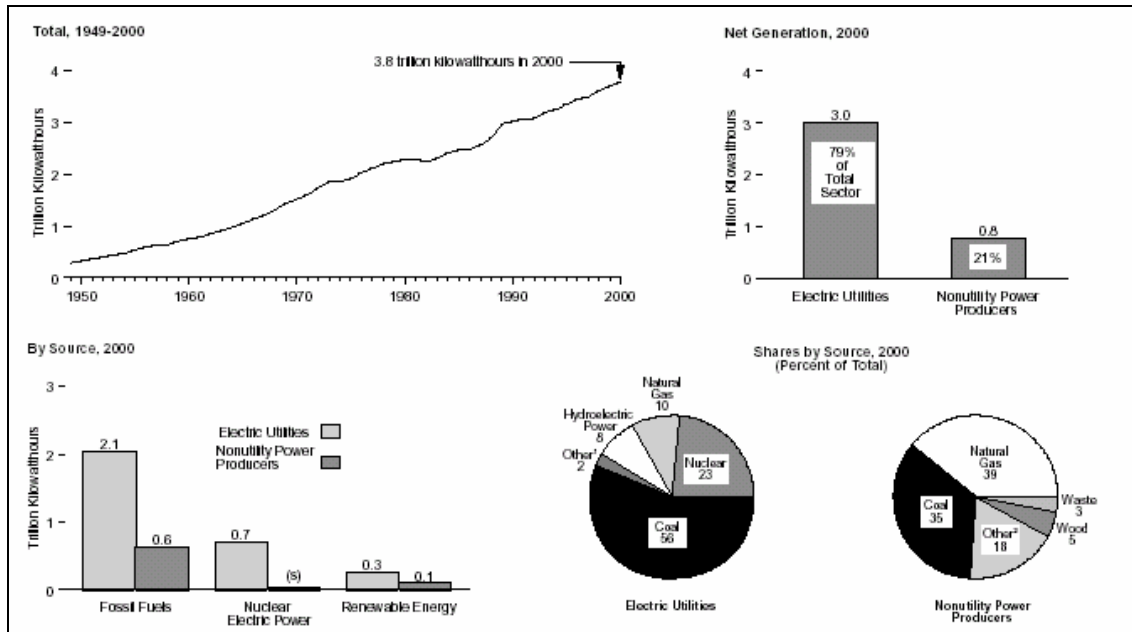 Total, 1949-2000
3.8 trillion kilowatthours in 2000
4
3
2
1
0
Trillion Kilowatthours
1950
1960
1970
1980
1990
2000
Net Generation, 2000
4
3
2
1
0
Trillion Kilowatthours
3.0
79%
of
Total
Sector
0.8
21%
Electric Utilities
Nonutility Power
Producers
By Source, 2000
3
2
1
0
Trillion Kilowatthours
Electric Utilities
Nonutility Power
Producers
2.1
0.6
0.7
(s)
0.3
0.1
Fossil Fuels
Nuclear
Electric Power
Renewable Energy
Shares by Source, 2000
(Percent of Total)
Natural
Gas
10
Hydroelectric
Power
8
Other¹
2
Nuclear
23
Coal
56
Electric Utilities
Natural
Gas
39
Coal
35
Waste
3
Wood
5
Other²
18
Nonutility Power
Producers